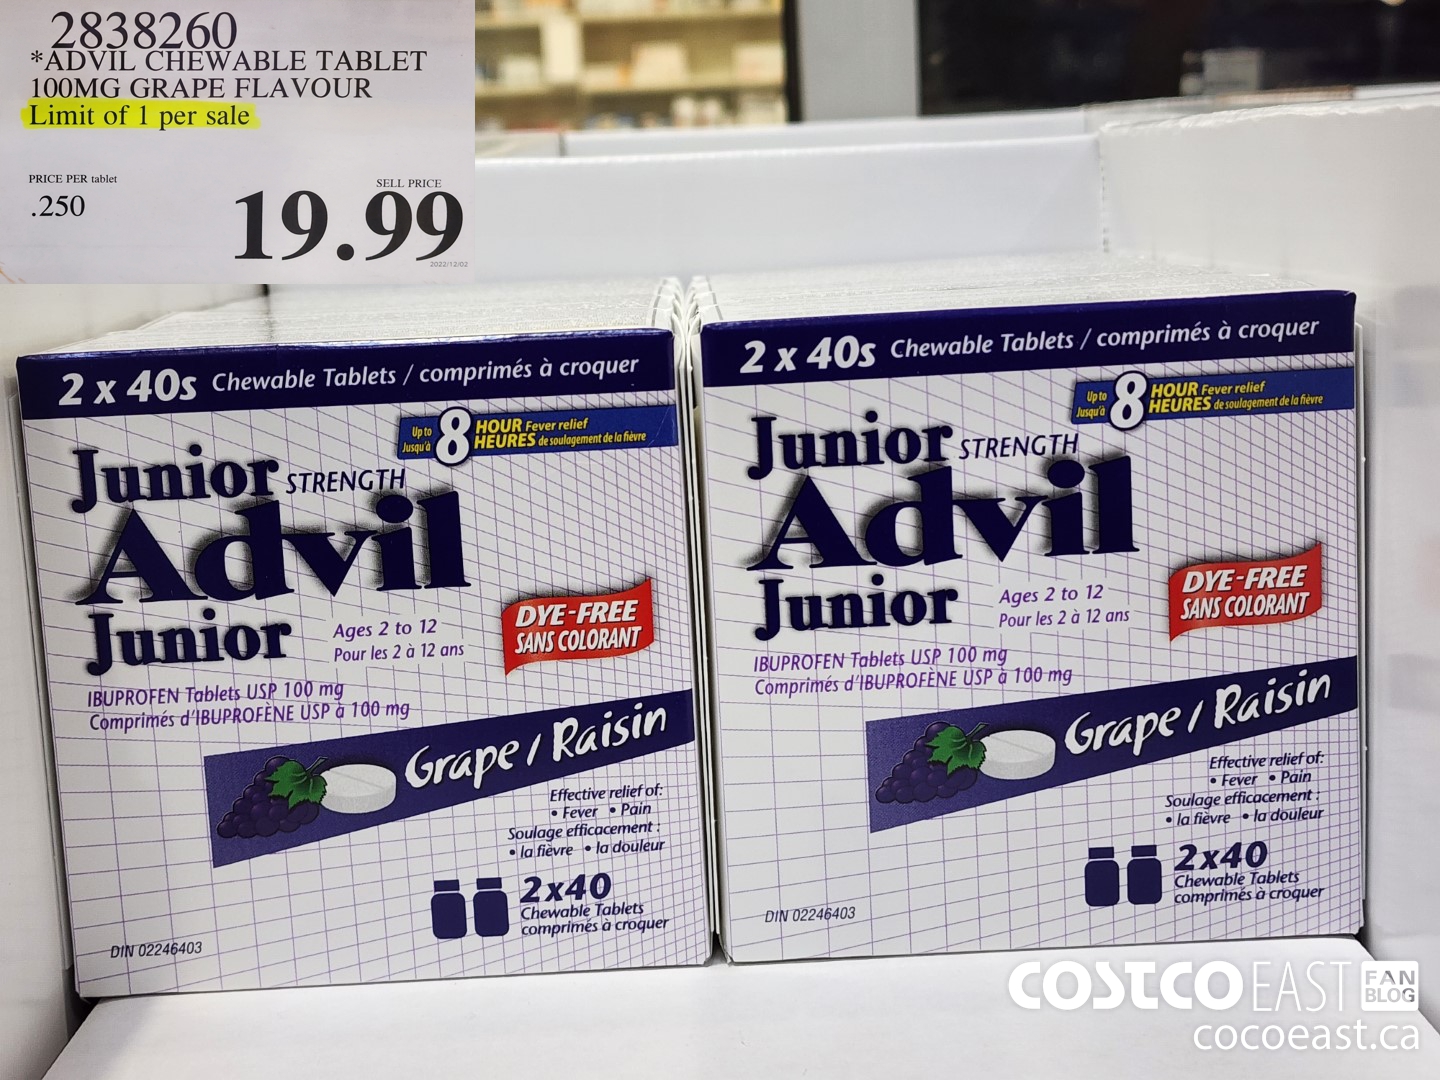 2838260
*ADVIL CHEWABLE TABLET
100MG GRAPE FLAVOUR
Limit of 1 per sale
PRICE PER tablet
.250
SELL PRICE
19.99
2022/12/02
2 x 40s Chewable Tablets / comprimés à croquer
Up to
Jusqu'à
8
HOUR Fever relief
HEURES de soulagement de la fièvre
Junior STRENGTH
Advil
Junior
Ages 2 to 12
Pour les 2 à 12 ans
DYE-FREE
SANS COLORANT
IBUPROFEN Tablets USP 100 mg
Comprimés d'IBUPROFÈNE USP à 100 mg
Grape / Raisin
Effective relief of:
• Fever • Pain
Soulage efficacement :
• la fièvre • la douleur
2x40
Chewable Tablets
comprimés à croquer
DIN 02246403
2 x 40s Chewable Tablets / comprimés à croquer
Up to
Jusqu'à
8
HOUR Fever relief
HEURES de soulagement de la fièvre
Junior STRENGTH
Advil
Junior
Ages 2 to 12
Pour les 2 à 12 ans
DYE-FREE
SANS COLORANT
IBUPROFEN Tablets USP 100 mg
Comprimés d'IBUPROFÈNE USP à 100 mg
Grape / Raisin
Effective relief of:
• Fever • Pain
Soulage efficacement :
• la fièvre • la douleur
2x40
Chewable Tablets
comprimés à croquer
DIN 02246403
COSTCO EAST FAN BLOG
cocoeast.ca